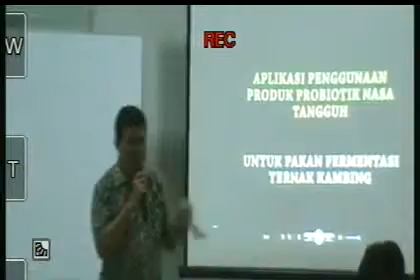 W
REC
APLIKASI PENGGUNAAN
PRODUK PROBIOTIK NASA
TANGGUH
T
UNTUK PAKAN FERMENTASI
TERNAK KAMBING